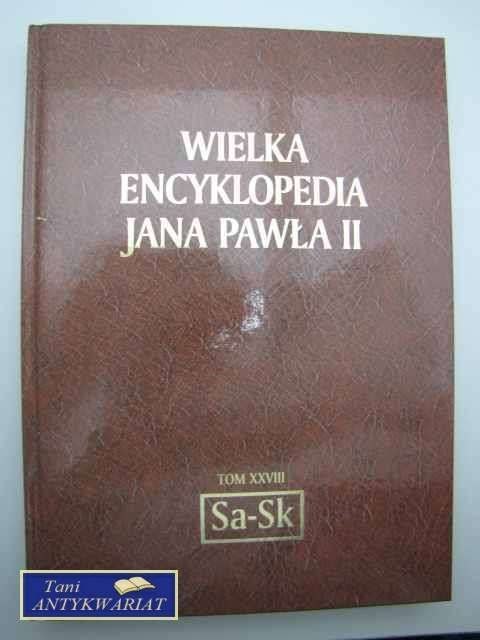 WIELKA
ENCYKLOPEDIA
JANA PAWŁA II
TOM XXVIII
Sa-Sk
Tani
ANTYKWARIAT